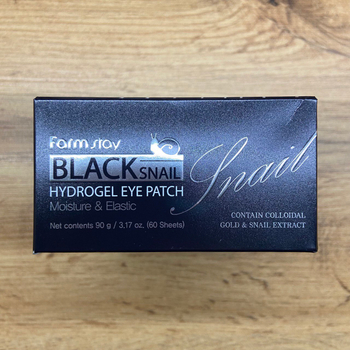 Farmstay
BLACK SNAIL
HYDROGEL EYE PATCH
Moisture & Elastic
Net contents 90 g / 3,17 oz, (60 Sheets)
Snail
CONTAIN COLLOIDAL
GOLD & SNAIL EXTRACT